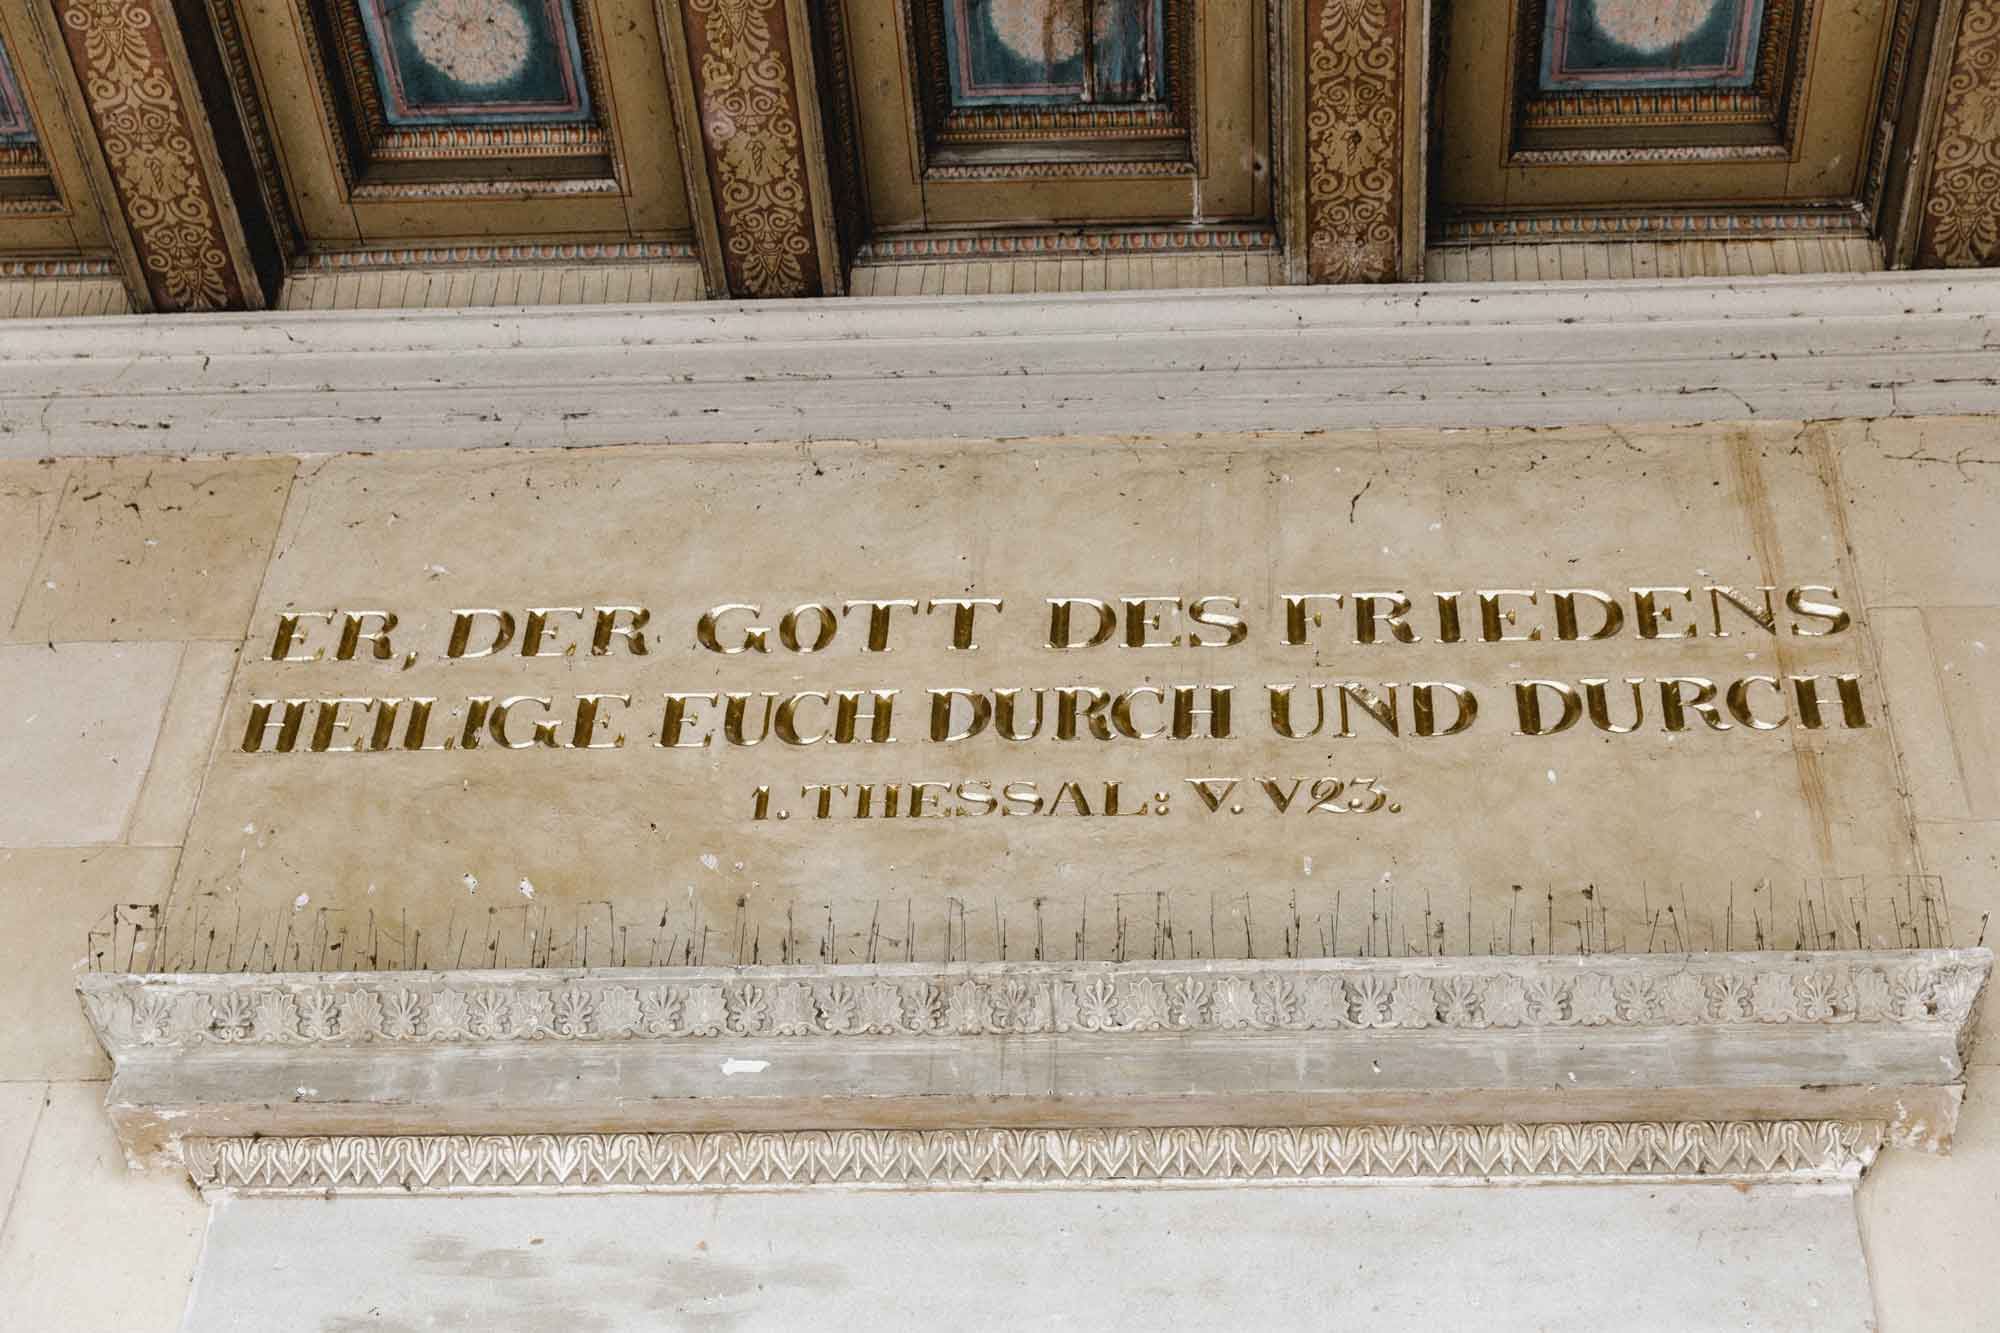 ER, DER GOTT DES FRIEDENS
HEILIGE EUCH DURCH UND DURCH
1. THESSAL: V. V23.